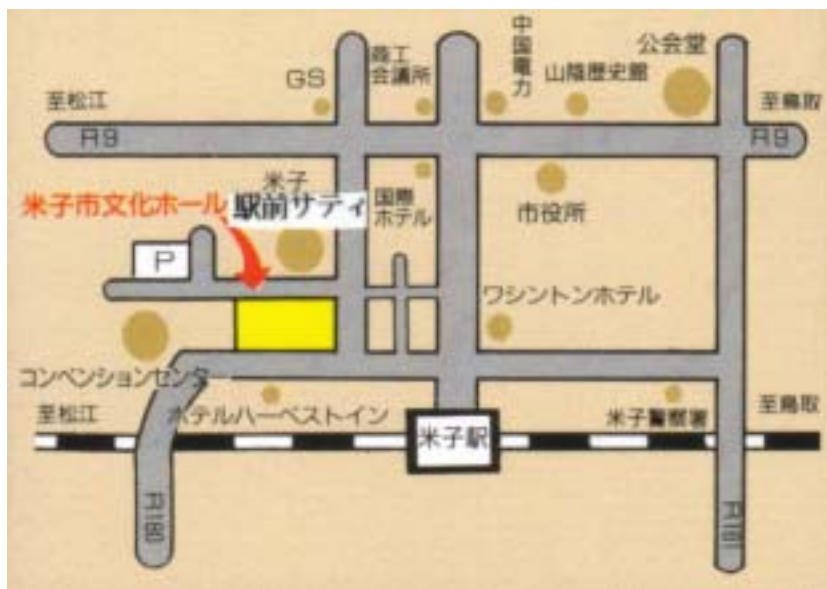 中国電力
商工
会議所
公会堂
GS
山陰歴史館
至松江
至鳥取
R9
R9
米子
駅前サティ
米子市文化ホール
国際
ホテル
市役所
P
ワシントンホテル
コンベンションセンター
至松江
ホテルハーベストイン
米子警察署
至鳥取
米子駅
R180
R181